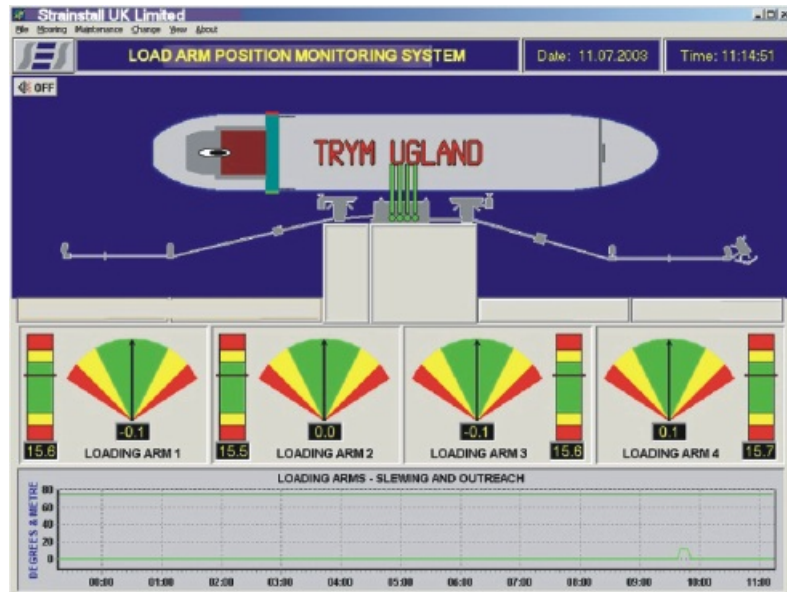 Strainstall UK Limited
File Mooring Maintenance Change View About
SES LOAD ARM POSITION MONITORING SYSTEM Date: 11.07.2003 Time: 11:14:51
OFF
TRYM UGLAND
-0.1 0.0 -0.1 0.1
15.6 LOADING ARM 1 15.5 LOADING ARM 2 LOADING ARM 3 15.6 LOADING ARM 4 15.7
LOADING ARMS - SLEWING AND OUTREACH
DEGREES & METRE
80
60
40
20
0
00:00 01:00 02:00 03:00 04:00 05:00 06:00 07:00 08:00 09:00 10:00 11:00